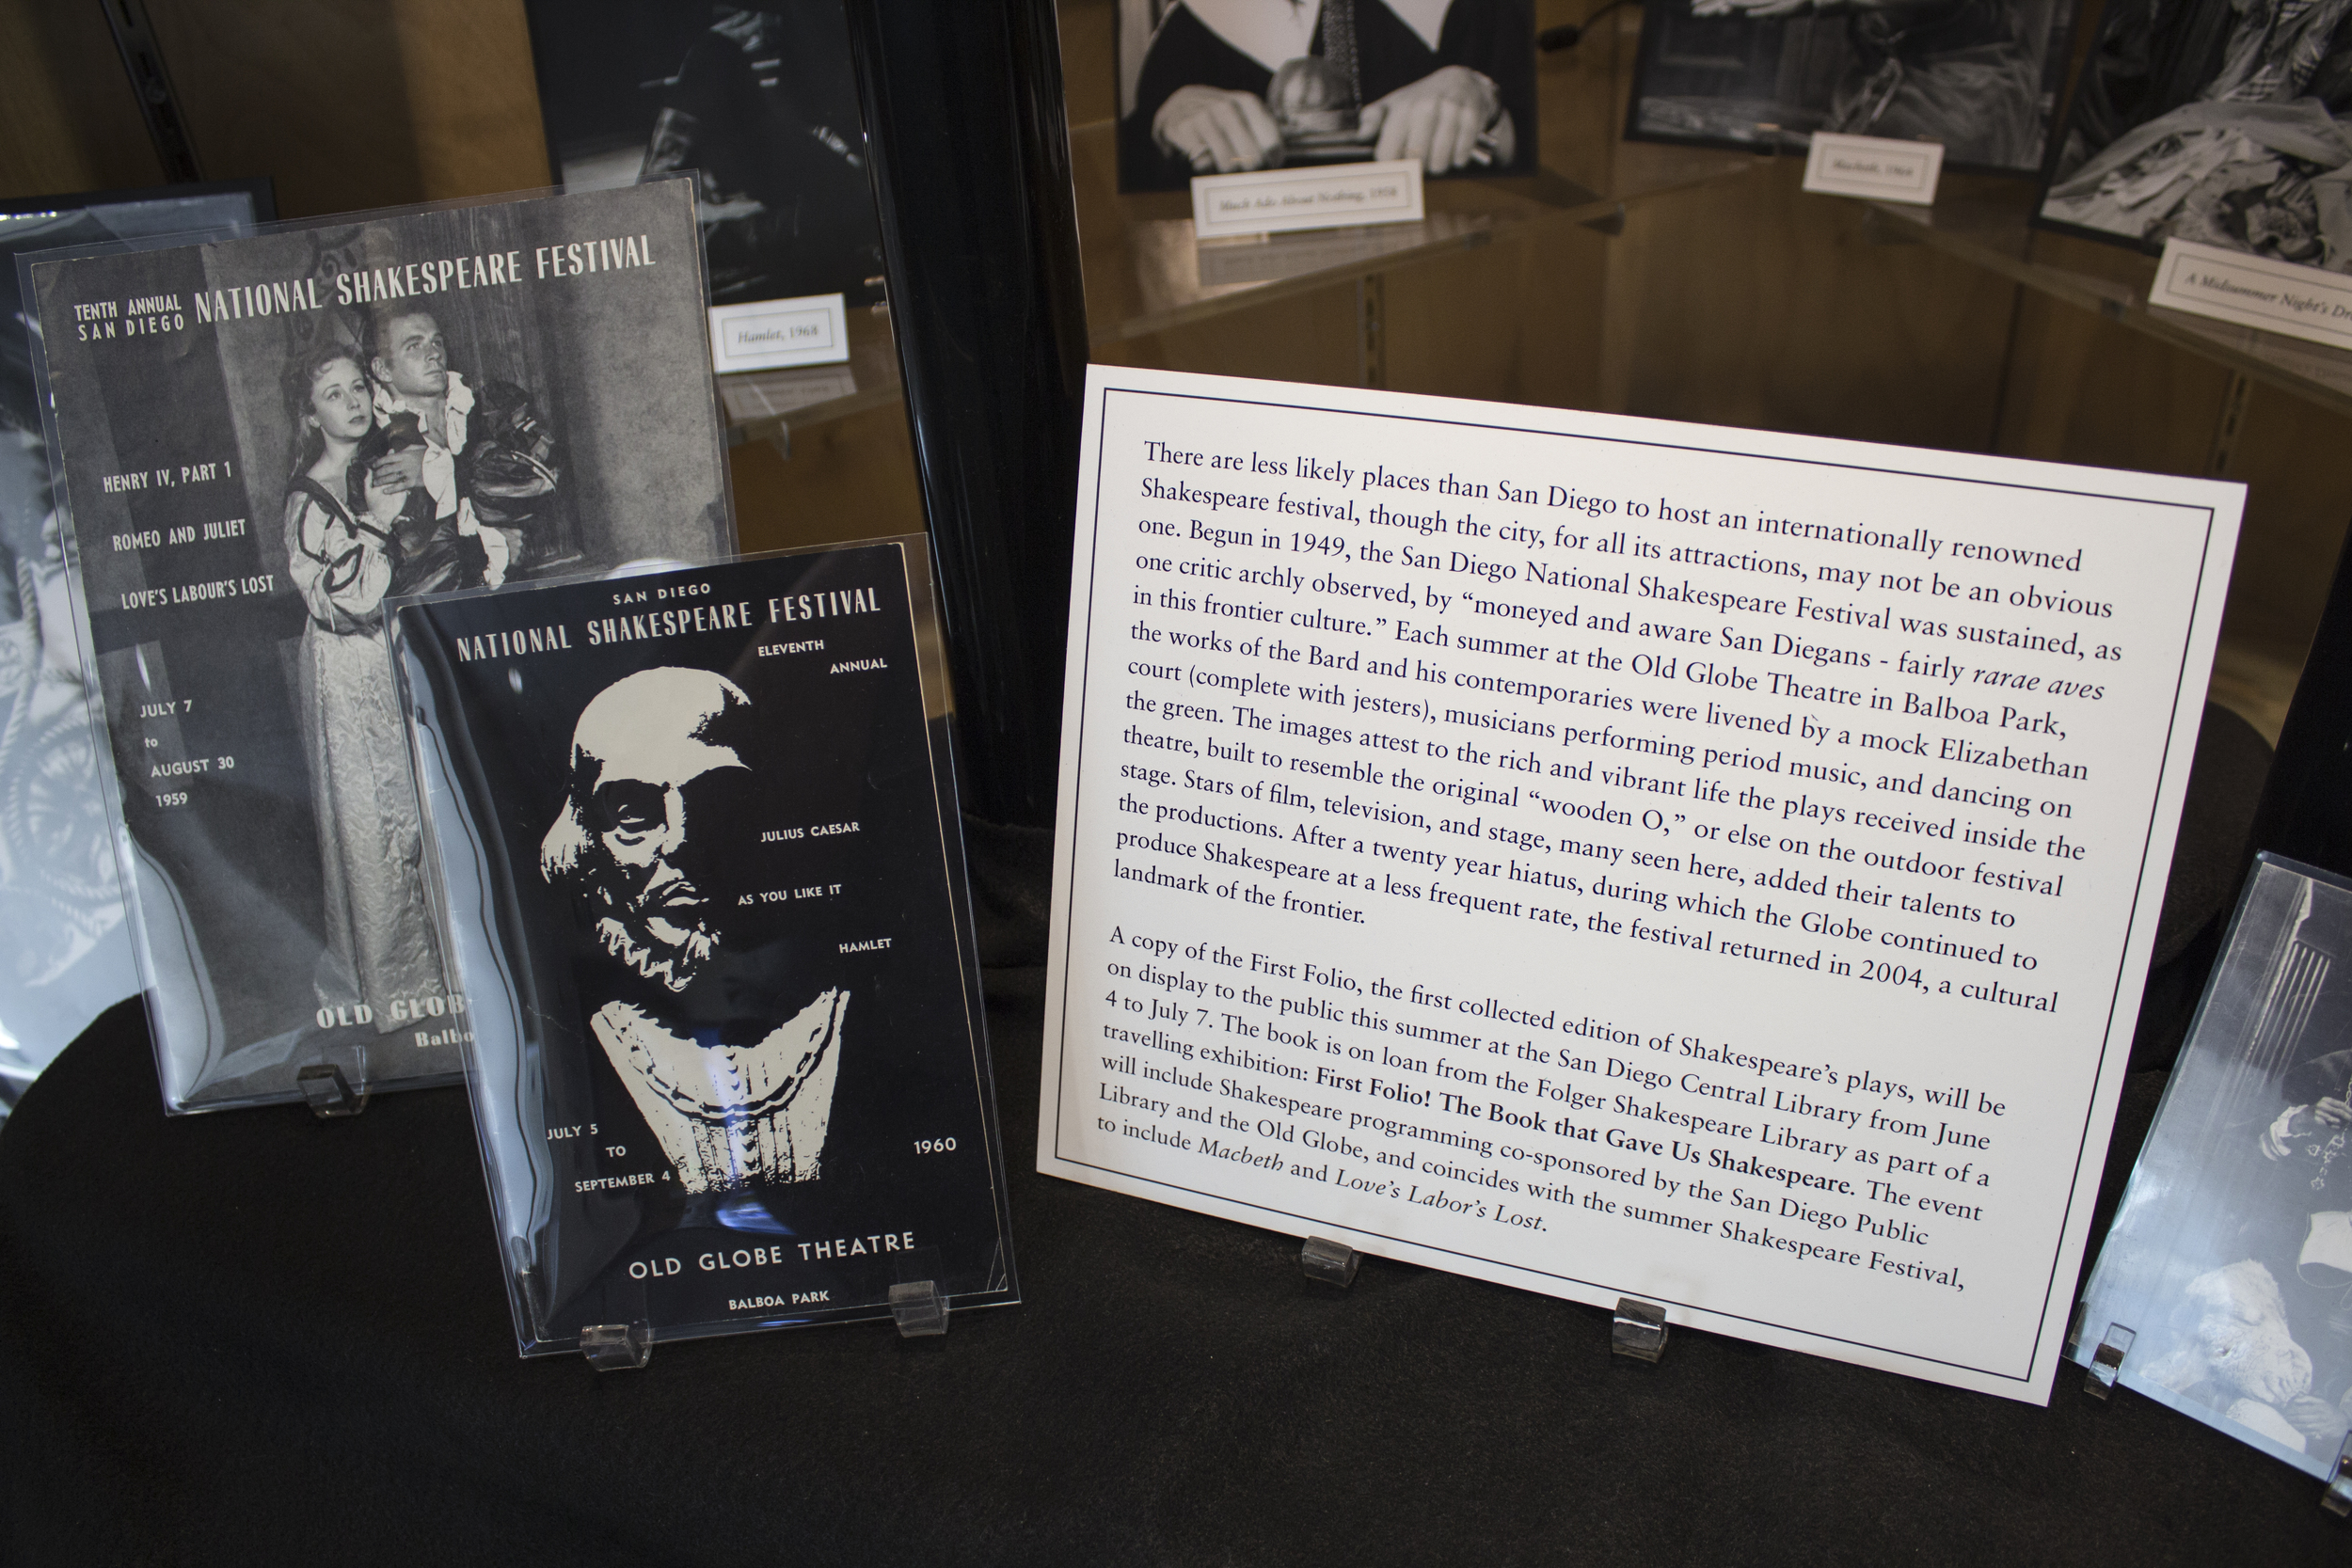 TENTH ANNUAL
SAN DIEGO
NATIONAL SHAKESPEARE FESTIVAL
HENRY IV, PART 1
ROMEO AND JULIET
LOVE'S LABOUR'S LOST
JULY 7
to
AUGUST 30
1959
OLD GLOB
Balbo
SAN DIEGO
NATIONAL SHAKESPEARE FESTIVAL
ELEVENTH
ANNUAL
JULIUS CAESAR
AS YOU LIKE IT
HAMLET
JULY 5
TO
SEPTEMBER 4
1960
OLD GLOBE THEATRE
BALBOA PARK
Hamlet, 1968
Much Ado About Nothing, 1958
Macbeth, 1964
A Midsummer Night's Dr
There are less likely places than San Diego to host an internationally renowned
Shakespeare festival, though the city, for all its attractions, may not be an obvious
one. Begun in 1949, the San Diego National Shakespeare Festival was sustained, as
one critic archly observed, by “moneyed and aware San Diegans - fairly rarae aves
in this frontier culture.” Each summer at the Old Globe Theatre in Balboa Park,
the works of the Bard and his contemporaries were livened by a mock Elizabethan
court (complete with jesters), musicians performing period music, and dancing on
the green. The images attest to the rich and vibrant life the plays received inside the
theatre, built to resemble the original “wooden O,” or else on the outdoor festival
stage. Stars of film, television, and stage, many seen here, added their talents to
the productions. After a twenty year hiatus, during which the Globe continued to
produce Shakespeare at a less frequent rate, the festival returned in 2004, a cultural
landmark of the frontier.
A copy of the First Folio, the first collected edition of Shakespeare’s plays, will be
on display to the public this summer at the San Diego Central Library from June
4 to July 7. The book is on loan from the Folger Shakespeare Library as part of a
travelling exhibition: First Folio! The Book that Gave Us Shakespeare. The event
will include Shakespeare programming co-sponsored by the San Diego Public
Library and the Old Globe, and coincides with the summer Shakespeare Festival,
to include Macbeth and Love’s Labor’s Lost.